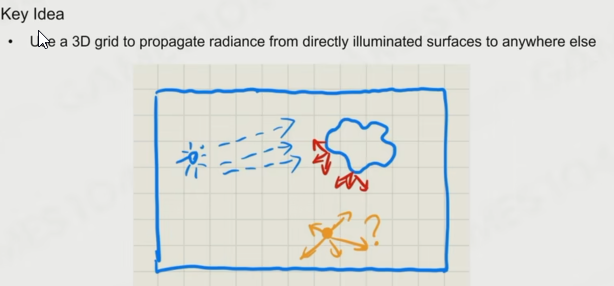 Key Idea
• Use a 3D grid to propagate radiance from directly illuminated surfaces to anywhere else
?